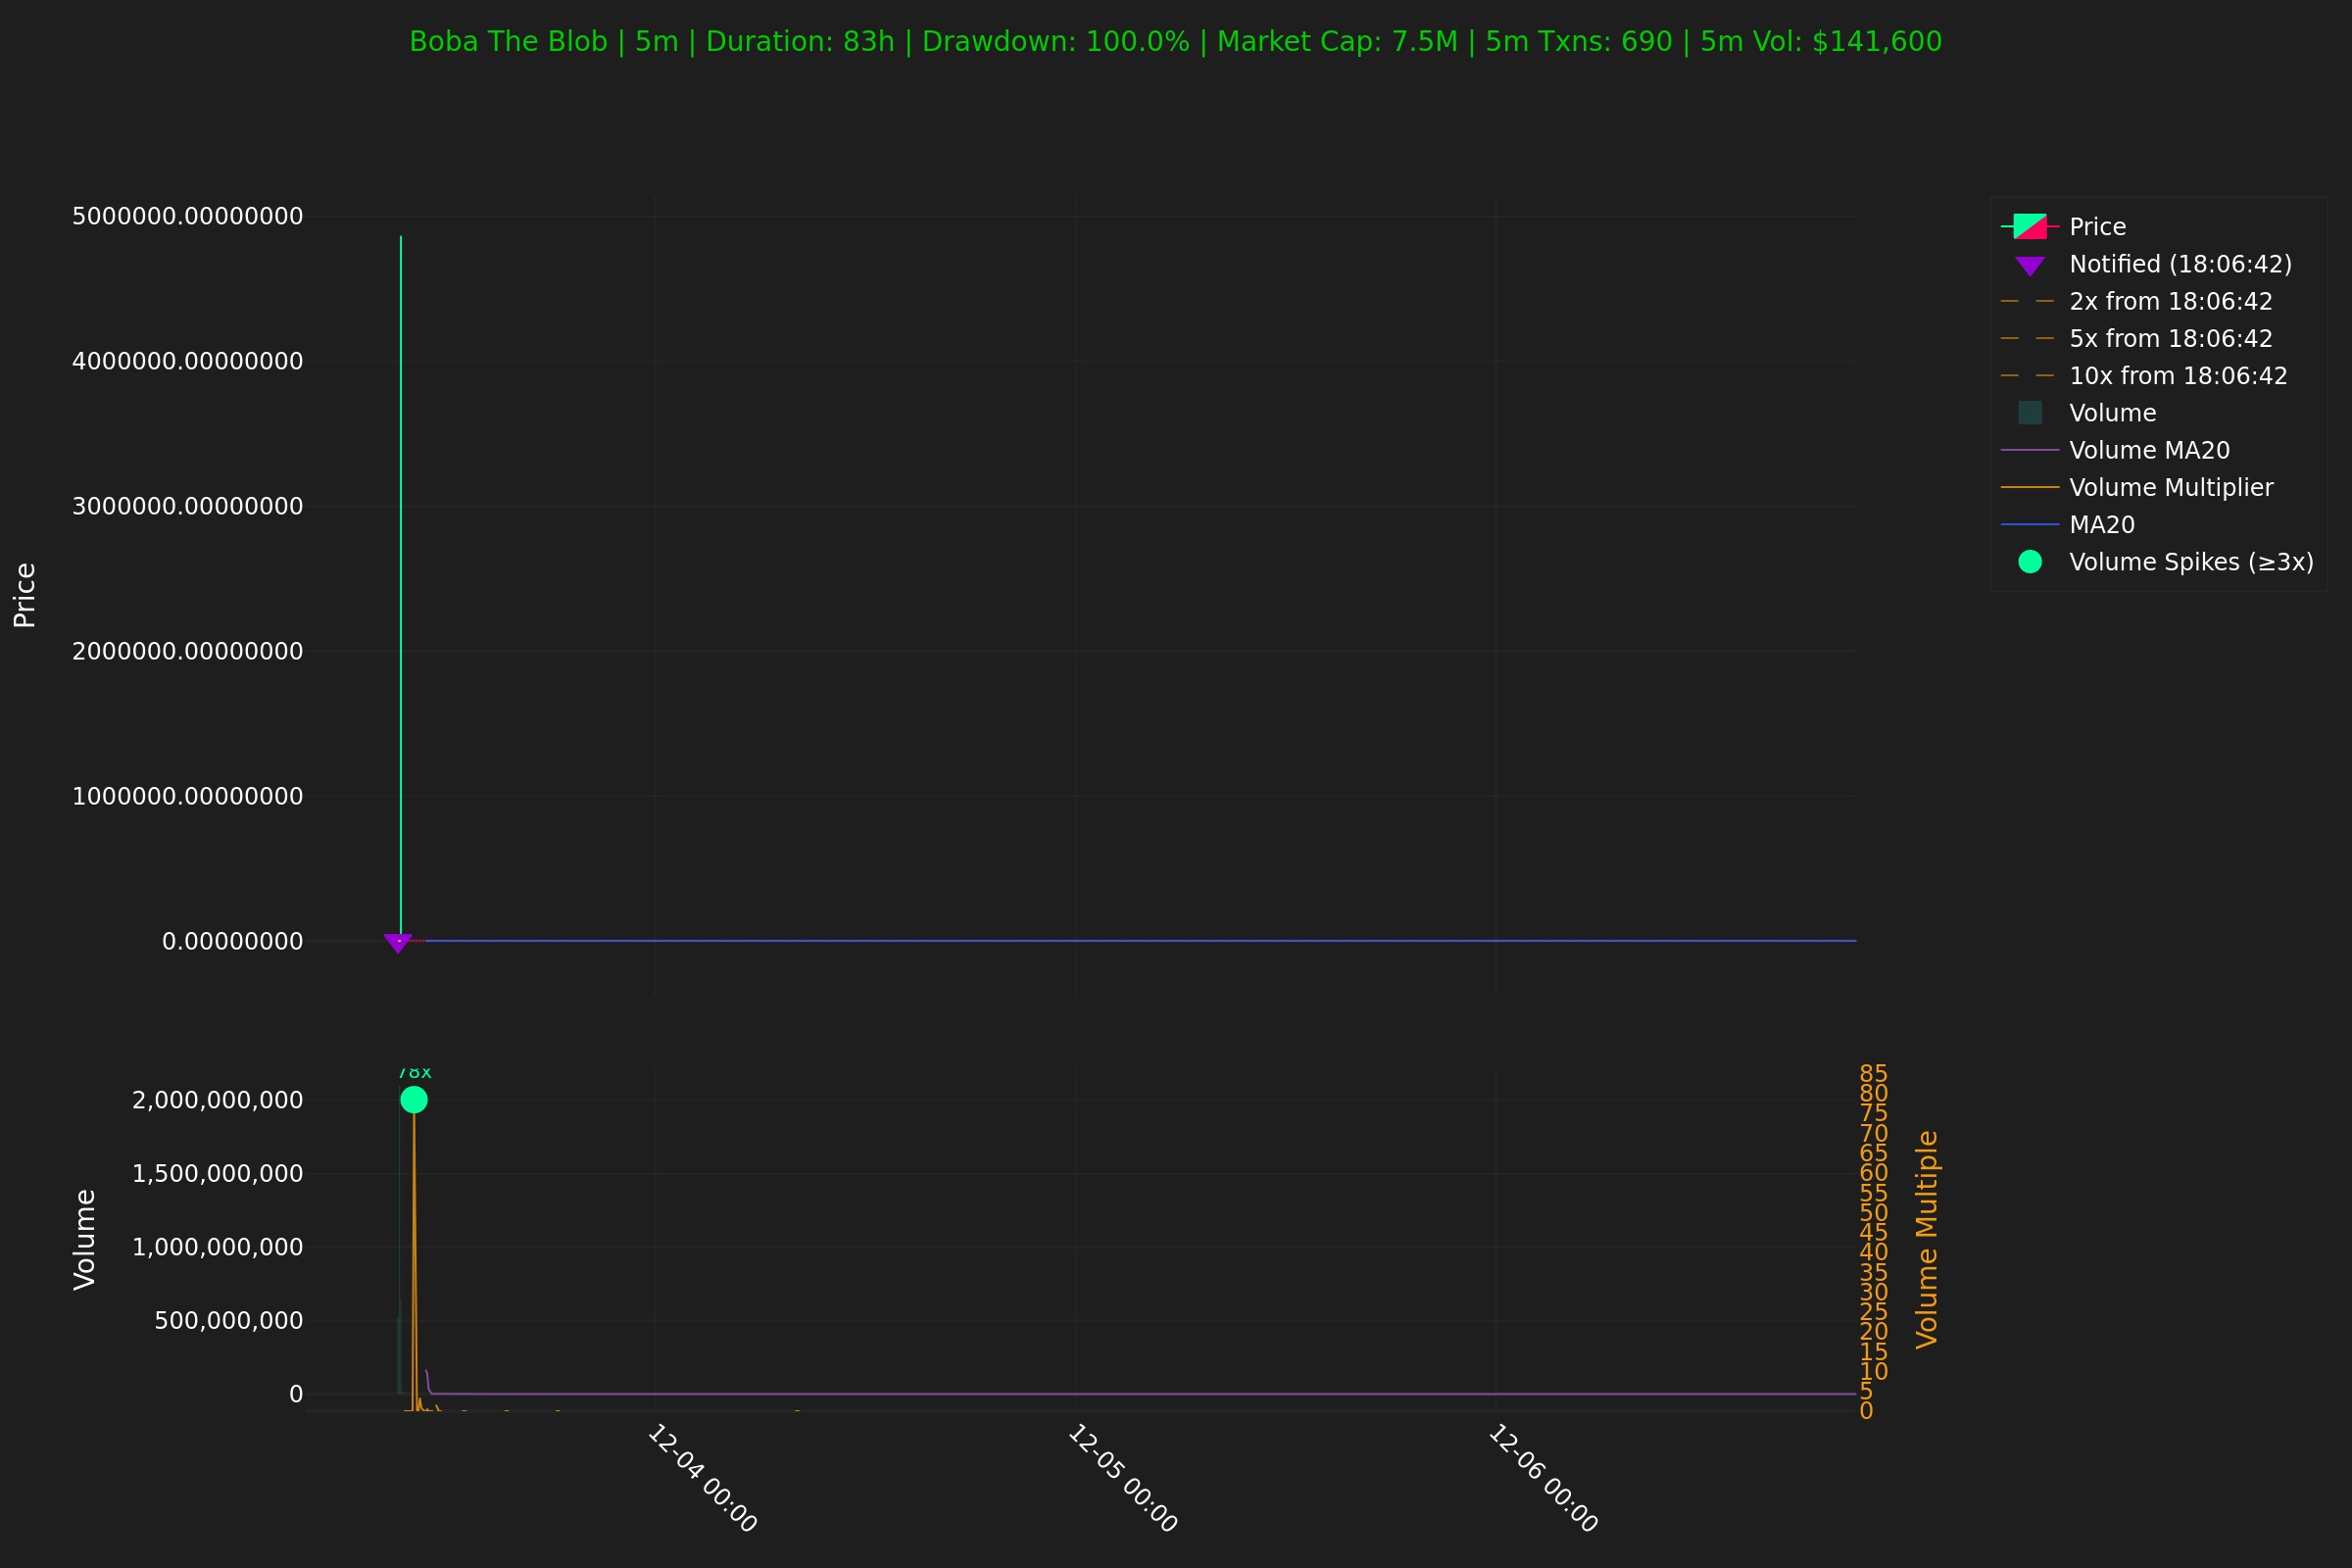 Boba The Blob | 5m | Duration: 83h | Drawdown: 100.0% | Market Cap: 7.5M | 5m Txns: 690 | 5m Vol: $141,600
5000000.00000000
4000000.00000000
3000000.00000000
2000000.00000000
1000000.00000000
0.00000000
Price
Price
Notified (18:06:42)
2x from 18:06:42
5x from 18:06:42
10x from 18:06:42
Volume
Volume MA20
Volume Multiplier
MA20
Volume Spikes (≥3x)
78x
2,000,000,000
1,500,000,000
1,000,000,000
500,000,000
0
Volume
85
80
75
70
65
60
55
50
45
40
35
30
25
20
15
10
5
0
Volume Multiple
12-04 00:00
12-05 00:00
12-06 00:00